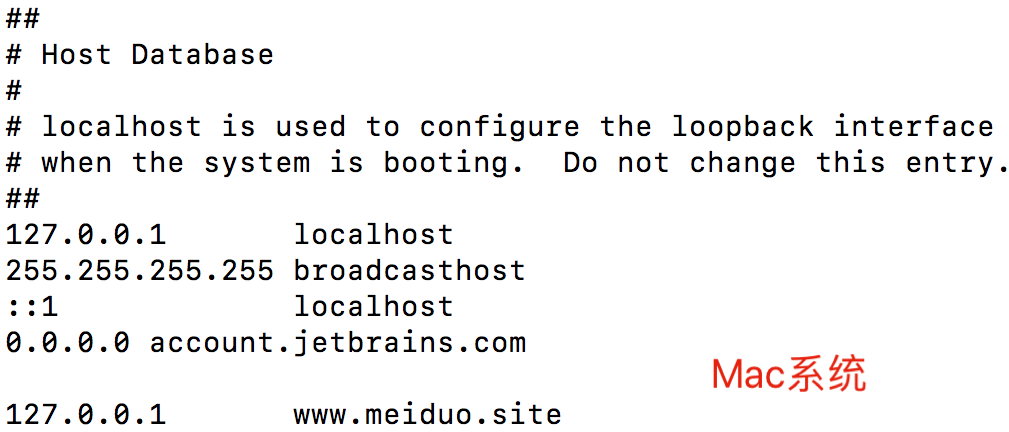 ##
# Host Database
#
# localhost is used to configure the loopback interface
# when the system is booting.  Do not change this entry.
##
127.0.0.1       localhost
255.255.255.255 broadcasthost
::1             localhost
0.0.0.0 account.jetbrains.com
Mac系统
127.0.0.1       www.meiduo.site